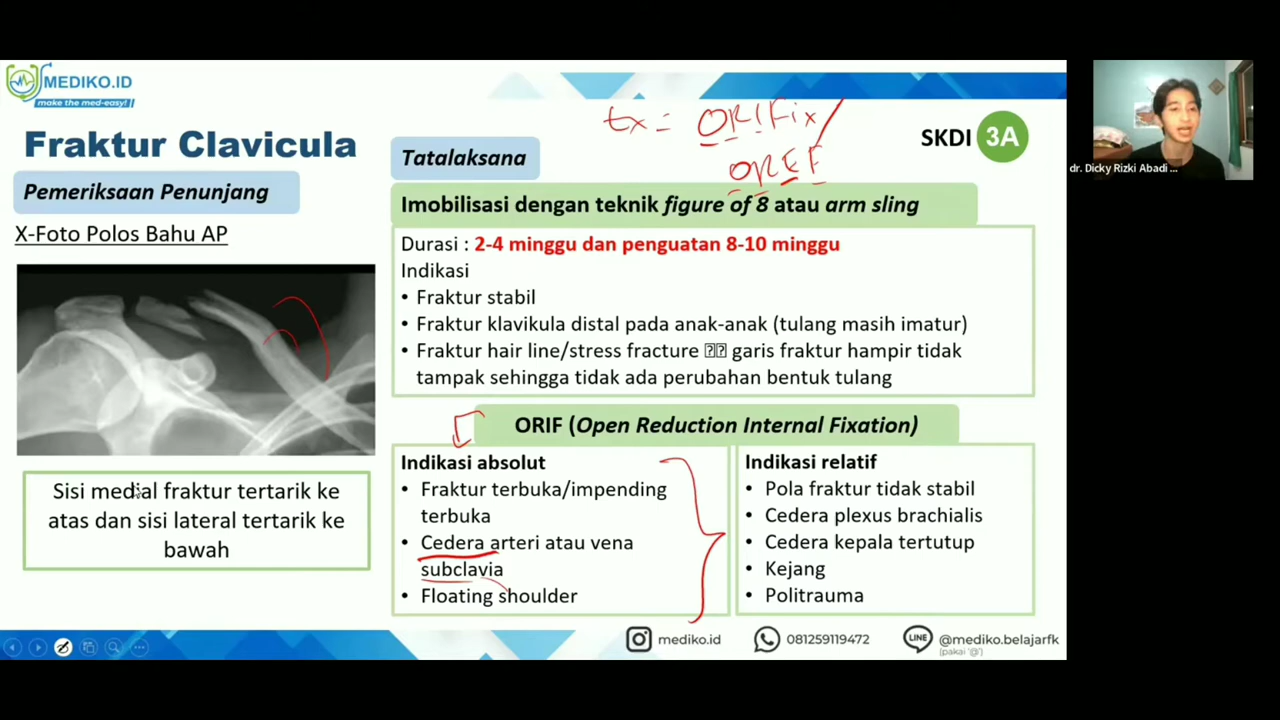 MEDIKO.ID
make the med-easy!
Fraktur Clavicula
Pemeriksaan Penunjang
X-Foto Polos Bahu AP
Sisi medial fraktur tertarik ke
atas dan sisi lateral tertarik ke
bawah
tx = ORIFix/
OREF
SKDI 3A
Tatalaksana
Imobilisasi dengan teknik figure of 8 atau arm sling
Durasi : 2-4 minggu dan penguatan 8-10 minggu
Indikasi
• Fraktur stabil
• Fraktur klavikula distal pada anak-anak (tulang masih imatur)
• Fraktur hair line/stress fracture ⍰⍰ garis fraktur hampir tidak
tampak sehingga tidak ada perubahan bentuk tulang
ORIF (Open Reduction Internal Fixation)
Indikasi absolut
• Fraktur terbuka/impending
terbuka
• Cedera arteri atau vena
subclavia
• Floating shoulder
Indikasi relatif
• Pola fraktur tidak stabil
• Cedera plexus brachialis
• Cedera kepala tertutup
• Kejang
• Politrauma
mediko.id
081259119472
LINE
@mediko.belajarfk
(pakai '@')
dr. Dicky Rizki Abadi ...